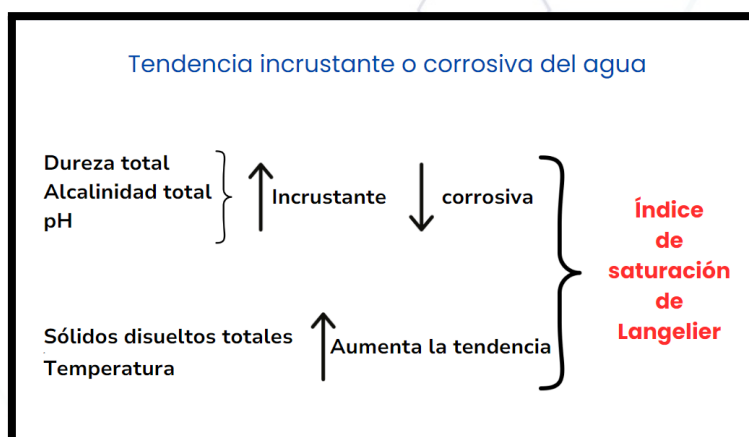 Tendencia incrustante o corrosiva del agua
Dureza total
Alcalinidad total
pH
Incrustante
corrosiva
Sólidos disueltos totales
Temperatura
Aumenta la tendencia
Índice
de
saturación
de
Langelier